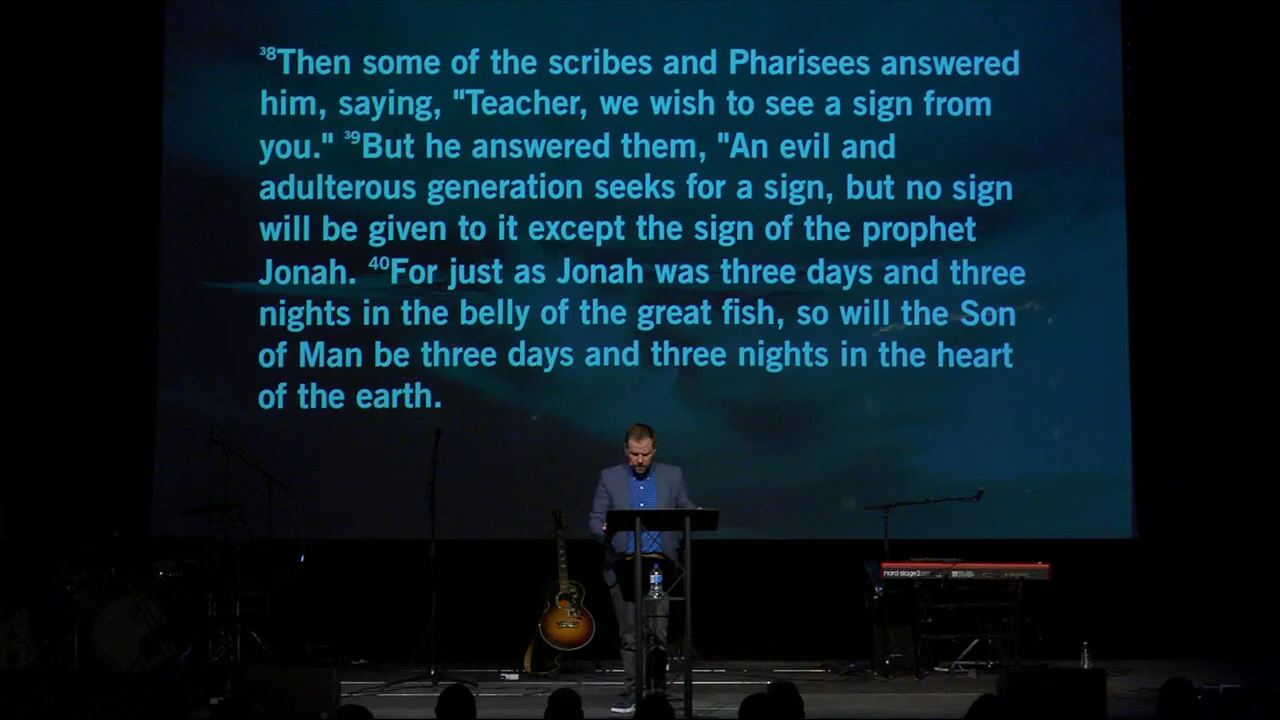 ³⁸Then some of the scribes and Pharisees answered
him, saying, "Teacher, we wish to see a sign from
you." ³⁹But he answered them, "An evil and
adulterous generation seeks for a sign, but no sign
will be given to it except the sign of the prophet
Jonah. ⁴⁰For just as Jonah was three days and three
nights in the belly of the great fish, so will the Son
of Man be three days and three nights in the heart
of the earth.
nord stage 2